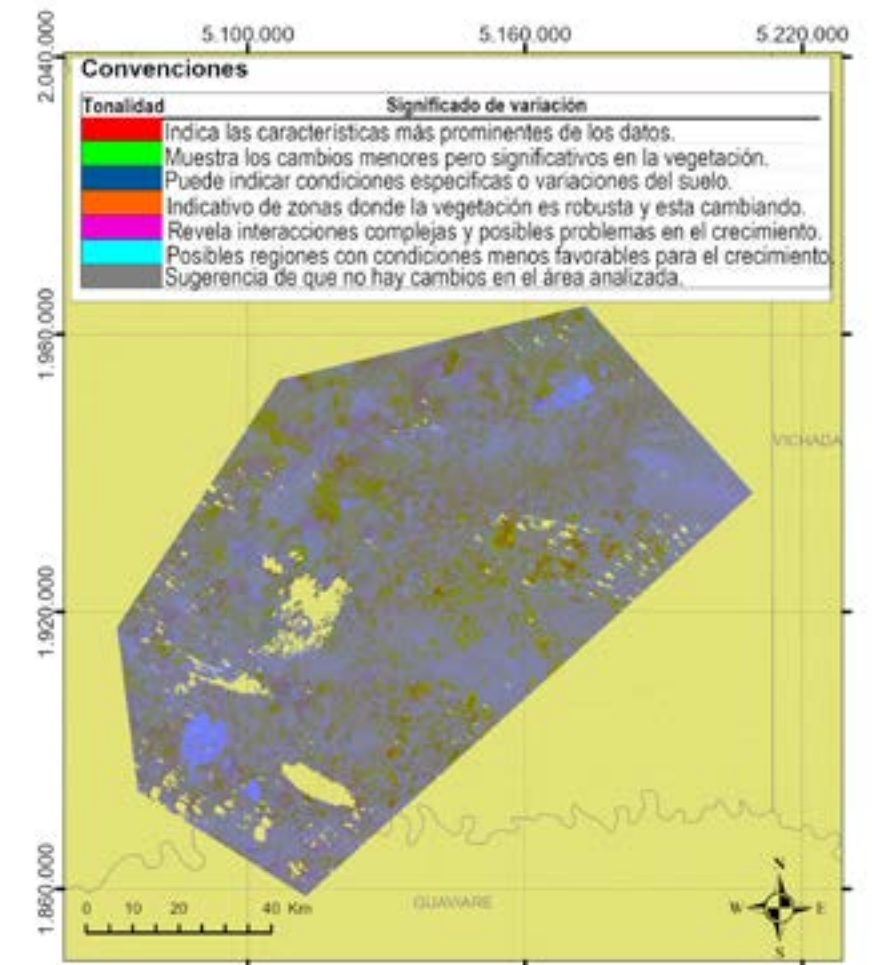 5.100.000 5.160.000 5.220.000
2.040.000
Convenciones
Tonalidad Significado de variación
Indica las características más prominentes de los datos.
Muestra los cambios menores pero significativos en la vegetación.
Puede indicar condiciones especificas o variaciones del suelo.
Indicativo de zonas donde la vegetación es robusta y esta cambiando.
Revela interacciones complejas y posibles problemas en el crecimiento.
Posibles regiones con condiciones menos favorables para el crecimiento.
Sugerencia de que no hay cambios en el área analizada.
1.980.000
VICHADA
1.920.000
1.860.000
GUAVIARE
0 10 20 40 Km
N
W E
S